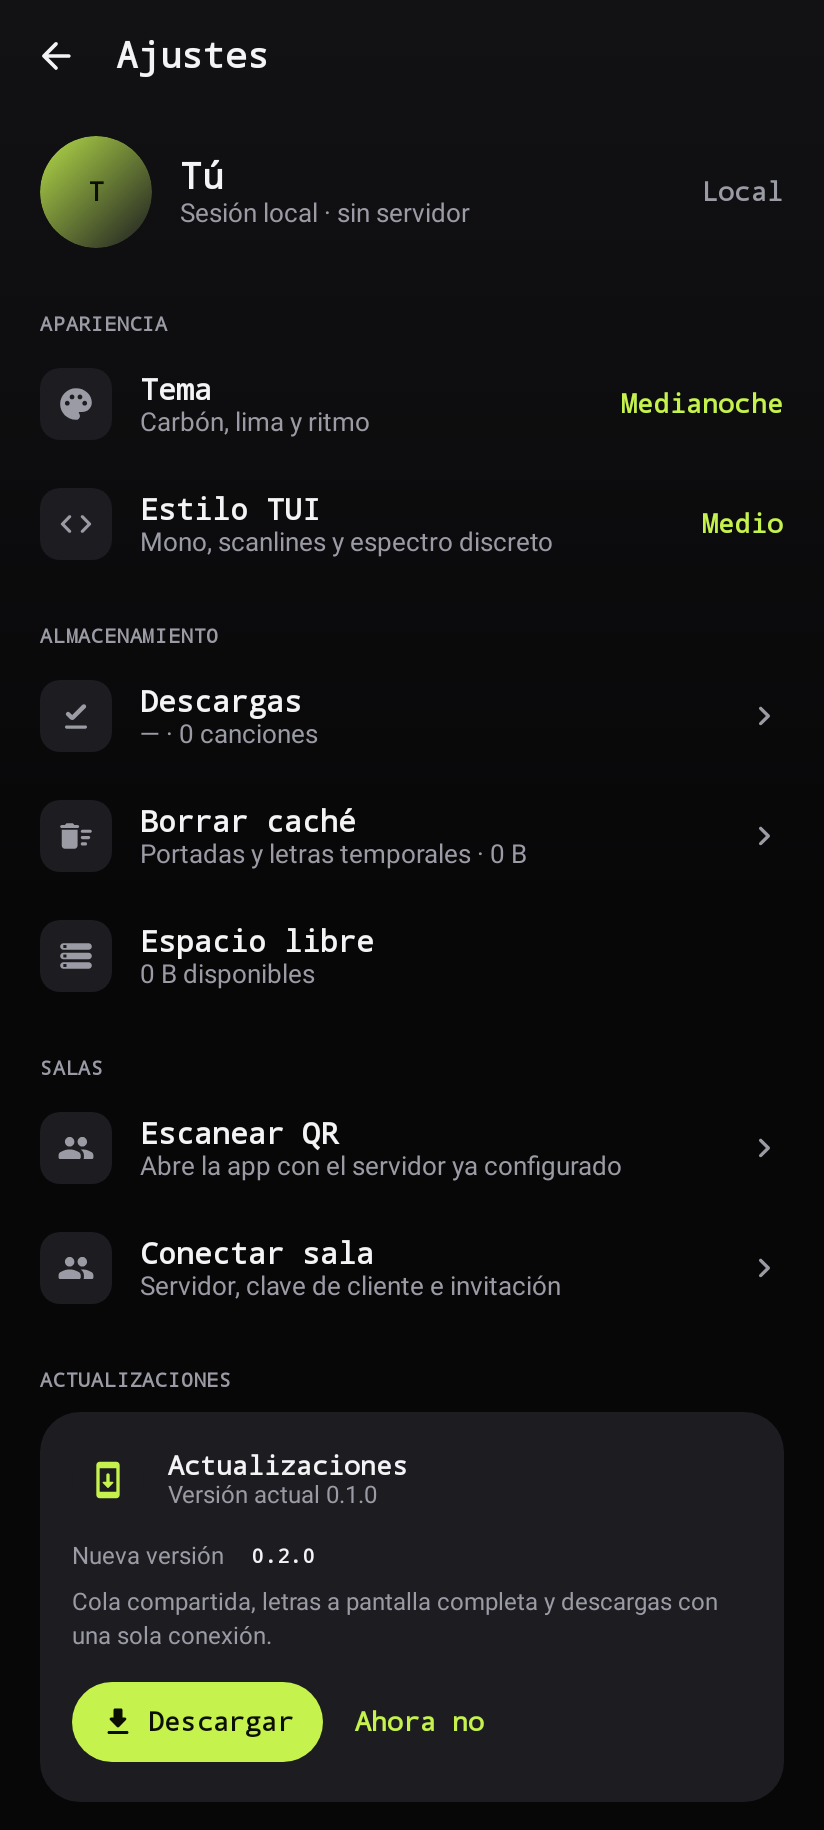 Ajustes
T
Tú
Sesión local · sin servidor
Local
APARIENCIA
Tema
Carbón, lima y ritmo
Medianoche
Estilo TUI
Mono, scanlines y espectro discreto
Medio
ALMACENAMIENTO
Descargas
— · 0 canciones
Borrar caché
Portadas y letras temporales · 0 B
Espacio libre
0 B disponibles
SALAS
Escanear QR
Abre la app con el servidor ya configurado
Conectar sala
Servidor, clave de cliente e invitación
ACTUALIZACIONES
Actualizaciones
Versión actual 0.1.0
Nueva versión 0.2.0
Cola compartida, letras a pantalla completa y descargas con
una sola conexión.
Descargar
Ahora no